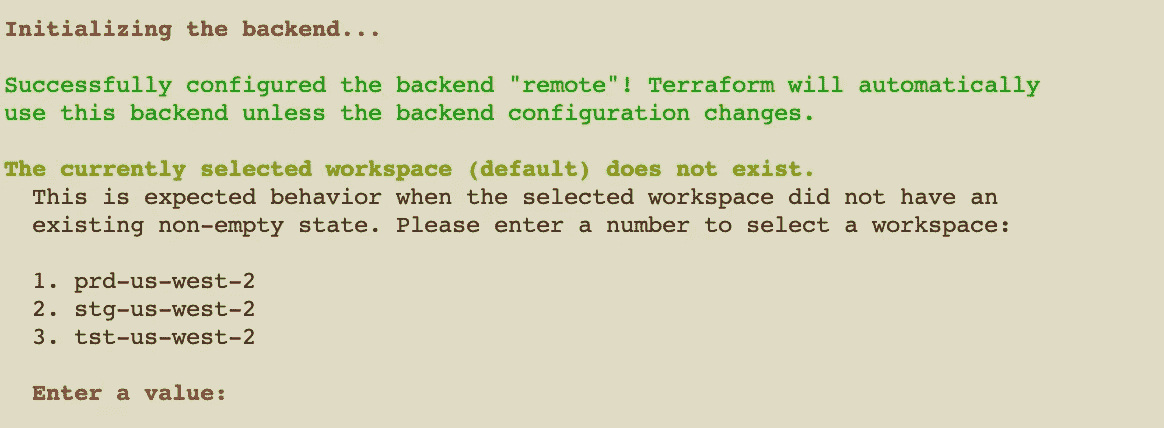 Initializing the backend...
Successfully configured the backend "remote"! Terraform will automatically
use this backend unless the backend configuration changes.
The currently selected workspace (default) does not exist.
This is expected behavior when the selected workspace did not have an
existing non-empty state. Please enter a number to select a workspace:
1. prd-us-west-2
2. stg-us-west-2
3. tst-us-west-2
Enter a value: